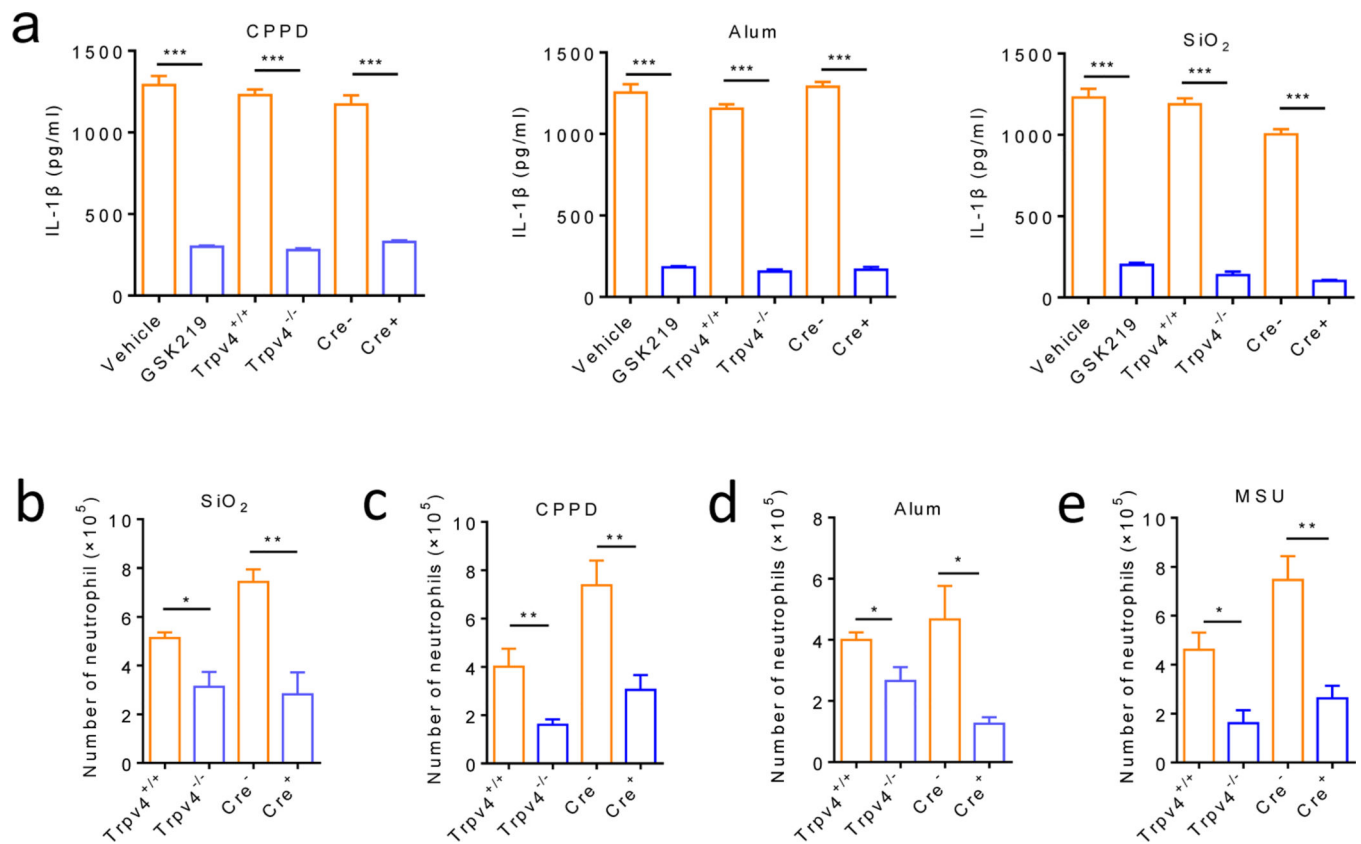 a
CPPD
IL-1β (pg/ml)
1500
1000
500
0
***
***
***
Vehicle
GSK219
Trpv4+/+
Trpv4-/-
Cre-
Cre+
Alum
IL-1β (pg/ml)
1500
1000
500
0
***
***
***
Vehicle
GSK219
Trpv4+/+
Trpv4-/-
Cre-
Cre+
SiO2
IL-1β (pg/ml)
1500
1000
500
0
***
***
***
Vehicle
GSK219
Trpv4+/+
Trpv4-/-
Cre-
Cre+
b
SiO2
Number of neutrophil (×10^5)
10
8
6
4
2
0
*
**
Trpv4+/+
Trpv4-/-
Cre-
Cre+
c
CPPD
Number of neutrophils (×10^5)
10
8
6
4
2
0
**
**
Trpv4+/+
Trpv4-/-
Cre-
Cre+
d
Alum
Number of neutrophils (×10^5)
8
6
4
2
0
*
*
Trpv4+/+
Trpv4-/-
Cre-
Cre+
e
MSU
Number of neutrophils (×10^5)
10
8
6
4
2
0
*
**
Trpv4+/+
Trpv4-/-
Cre-
Cre+